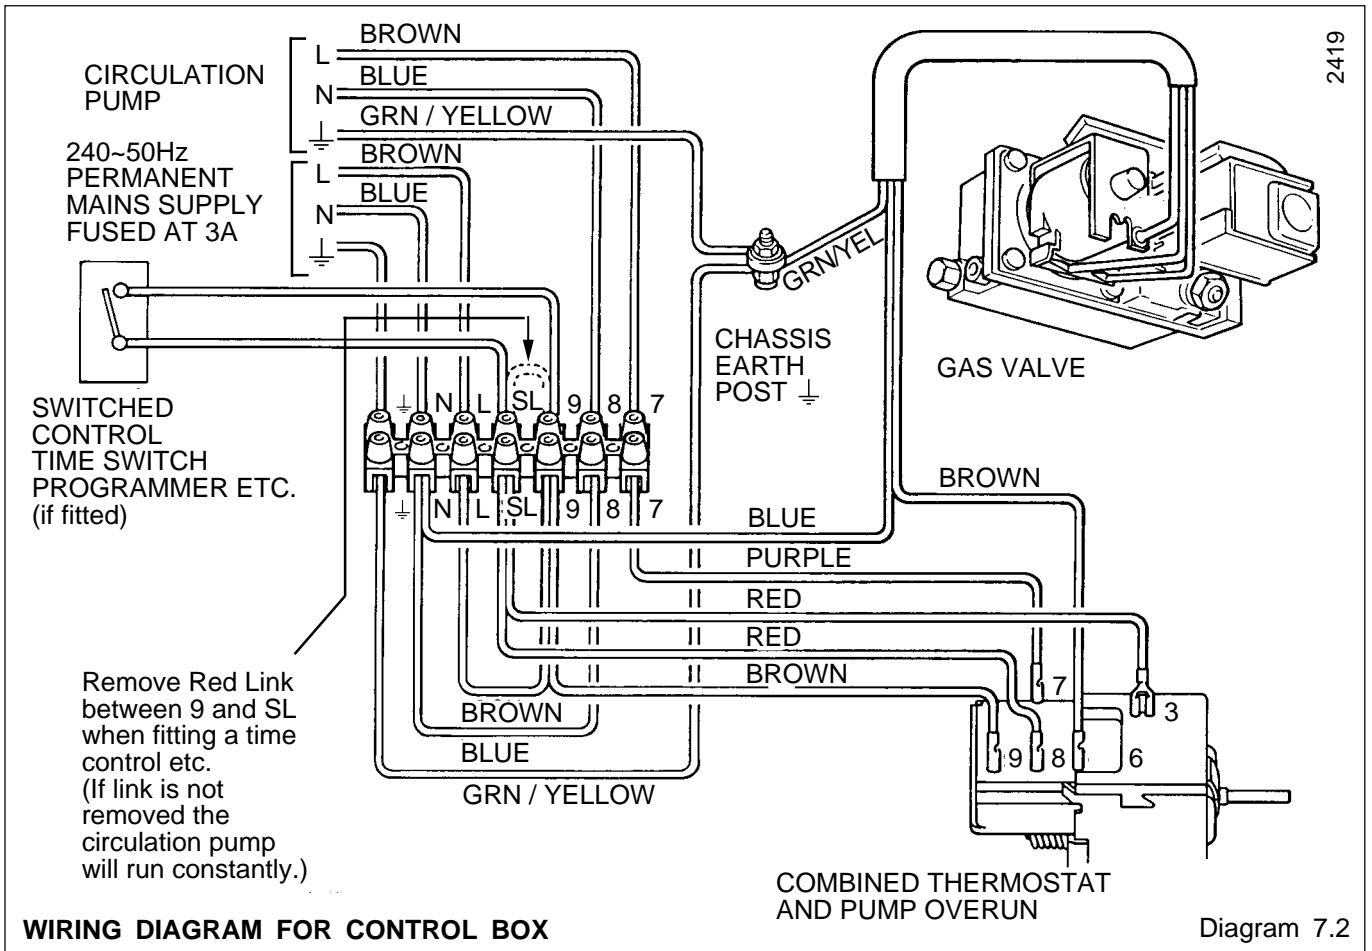 2419
CIRCULATION
PUMP
L
BROWN
N
BLUE
GRN / YELLOW
240~50Hz
PERMANENT
MAINS SUPPLY
FUSED AT 3A
L
BROWN
N
BLUE
SWITCHED
CONTROL
TIME SWITCH
PROGRAMMER ETC.
(if fitted)
N L SL 9 8 7
N L SL 9 8 7
GRN/YEL
CHASSIS
EARTH
POST
GAS VALVE
BROWN
BLUE
PURPLE
RED
RED
BROWN
BROWN
BLUE
GRN / YELLOW
7
3
9 8 6
Remove Red Link
between 9 and SL
when fitting a time
control etc.
(If link is not
removed the
circulation pump
will run constantly.)
COMBINED THERMOSTAT
AND PUMP OVERUN
WIRING DIAGRAM FOR CONTROL BOX
Diagram 7.2